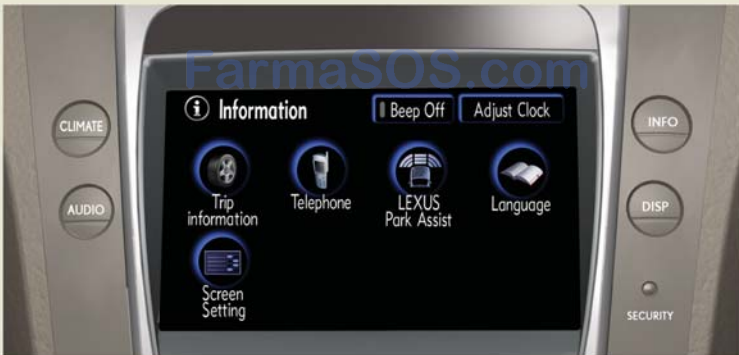 FarmaSOS.com
i Information
Beep Off
Adjust Clock
CLIMATE
INFO
Trip
information
Telephone
LEXUS
Park Assist
Language
AUDIO
DISP
Screen
Setting
SECURITY